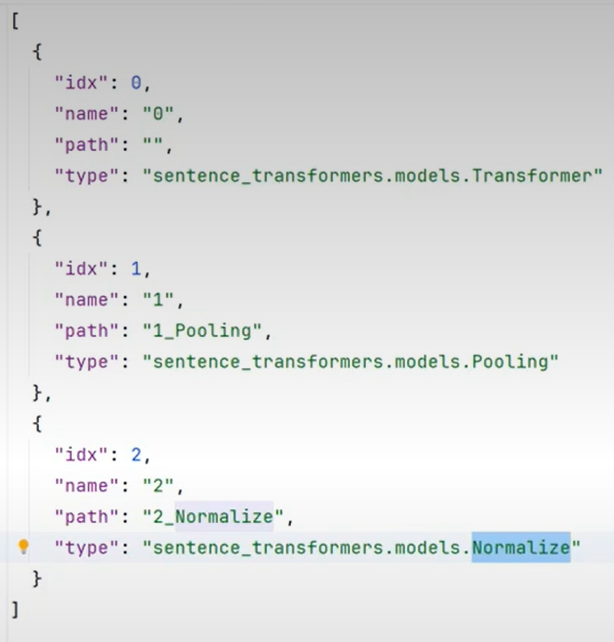 [
  {
    "idx": 0,
    "name": "0",
    "path": "",
    "type": "sentence_transformers.models.Transformer"
  },
  {
    "idx": 1,
    "name": "1",
    "path": "1_Pooling",
    "type": "sentence_transformers.models.Pooling"
  },
  {
    "idx": 2,
    "name": "2",
    "path": "2_Normalize",
    "type": "sentence_transformers.models.Normalize"
  }
]